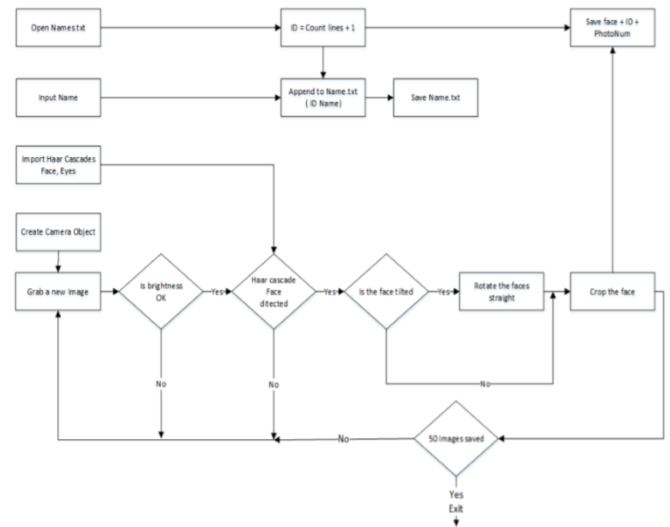 Open Names.txt
ID = Count lines + 1
Save face + ID +
PhotoNum
Input Name
Append to Name.txt
( ID Name)
Save Name.txt
Import Haar Cascades
Face, Eyes
Create Camera Object
Grab a new image
Is brightness
OK
Yes
Haar cascade
Face
ditected
Yes
Is the face tilted
Yes
Rotate the faces
straight
Crop the face
No
No
No
50 images saved
No
Yes
Exit